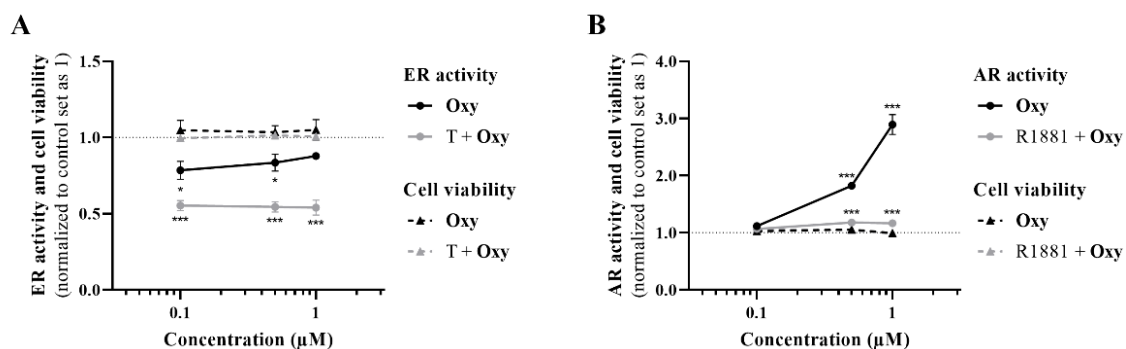 A
ER activity and cell viability
(normalized to control set as 1)
1.5
1.0
0.5
0.0
*
*
***
***
***
0.1
1
Concentration (µM)
ER activity
Oxy
T + Oxy
Cell viability
Oxy
T + Oxy
B
AR activity and cell viability
(normalized to control set as 1)
4.0
3.0
2.0
1.0
0.0
***
***
***
***
0.1
1
Concentration (µM)
AR activity
Oxy
R1881 + Oxy
Cell viability
Oxy
R1881 + Oxy